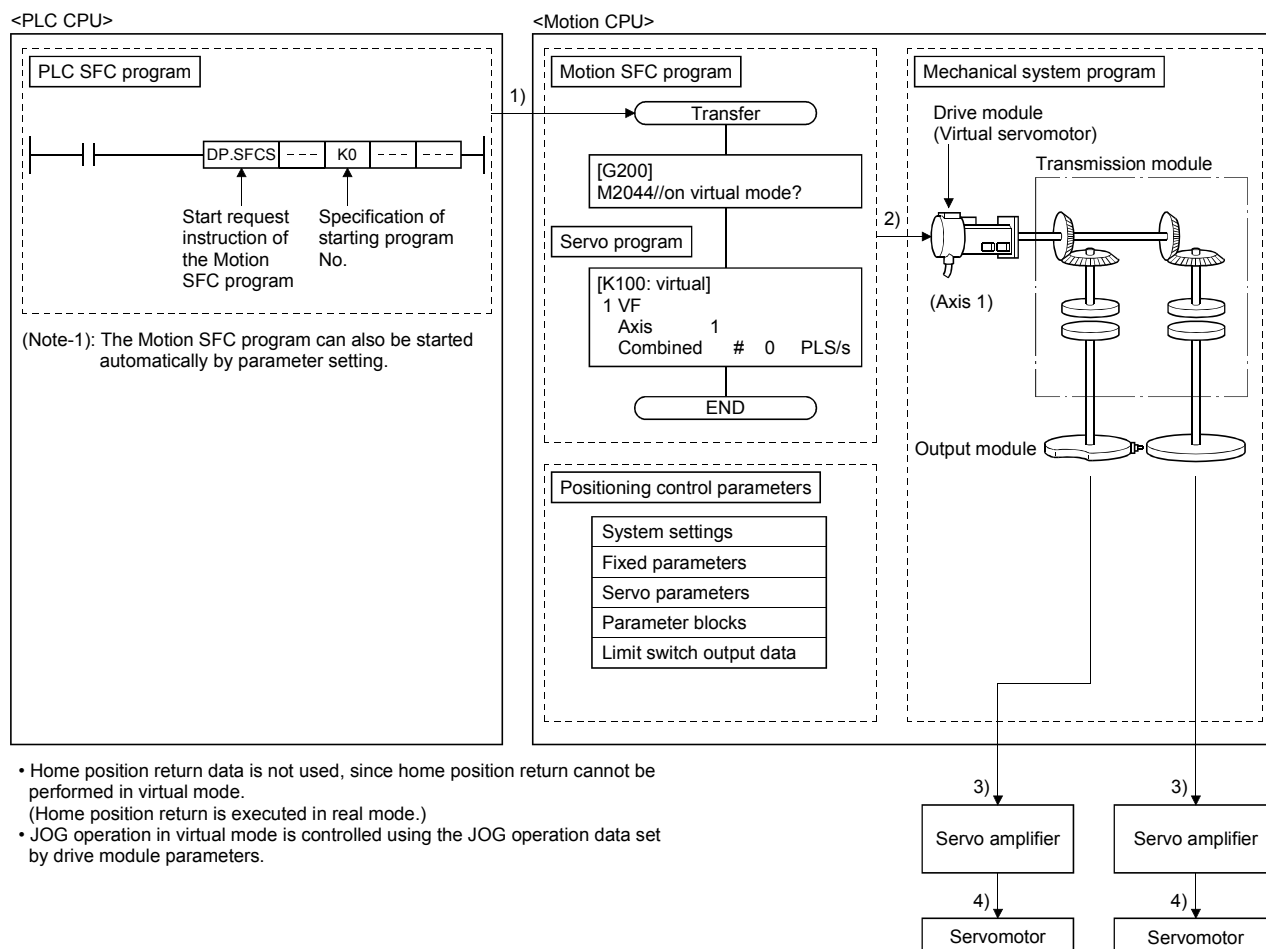 <PLC CPU>
PLC SFC program
DP.SFCS --- K0 --- ---
Start request
instruction of
the Motion
SFC program
Specification of
starting program
No.
(Note-1): The Motion SFC program can also be started
automatically by parameter setting.
1)
<Motion CPU>
Motion SFC program
Transfer
[G200]
M2044//on virtual mode?
Servo program
[K100: virtual]
1 VF
Axis 1
Combined # 0 PLS/s
END
Positioning control parameters
System settings
Fixed parameters
Servo parameters
Parameter blocks
Limit switch output data
2)
Mechanical system program
Drive module
(Virtual servomotor)
Transmission module
(Axis 1)
Output module
• Home position return data is not used, since home position return cannot be
performed in virtual mode.
(Home position return is executed in real mode.)
• JOG operation in virtual mode is controlled using the JOG operation data set
by drive module parameters.
3) 3)
Servo amplifier Servo amplifier
4) 4)
Servomotor Servomotor